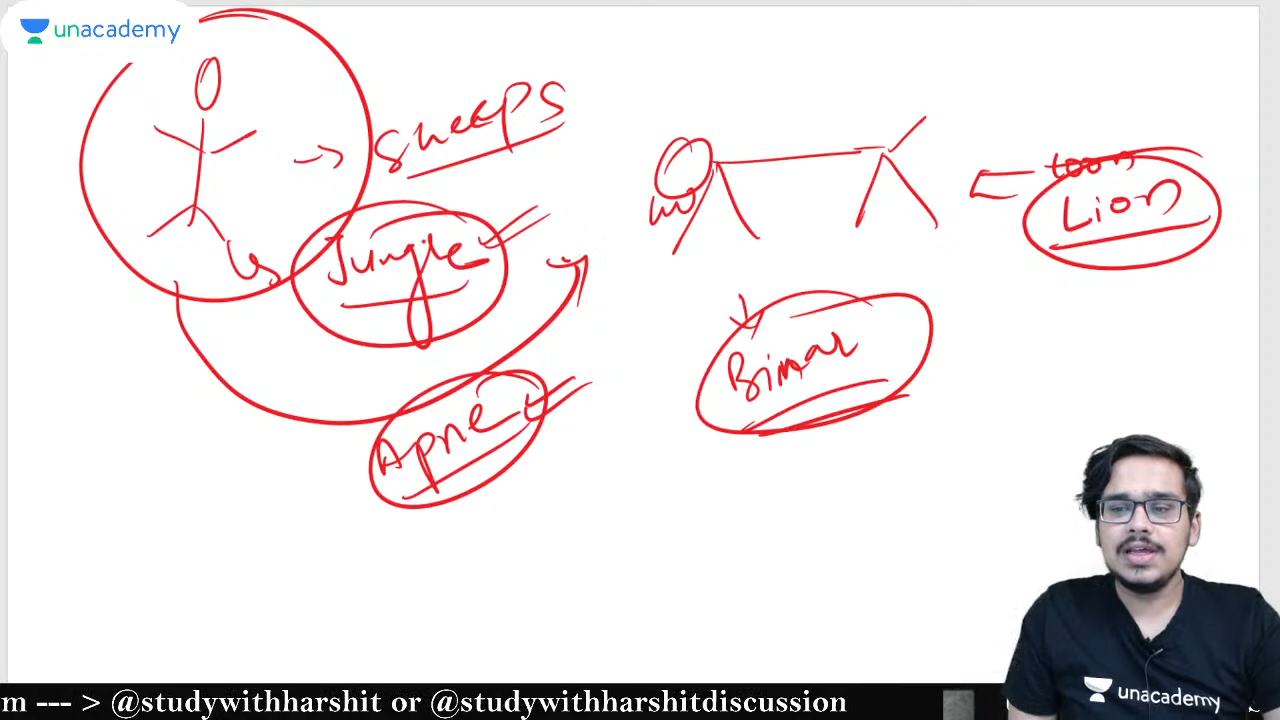 unacademy
sheeps
Jungle
Lion
Bimar
Apne
unacademy
m --- > @studywithharshit or @studywithharshitdiscussion